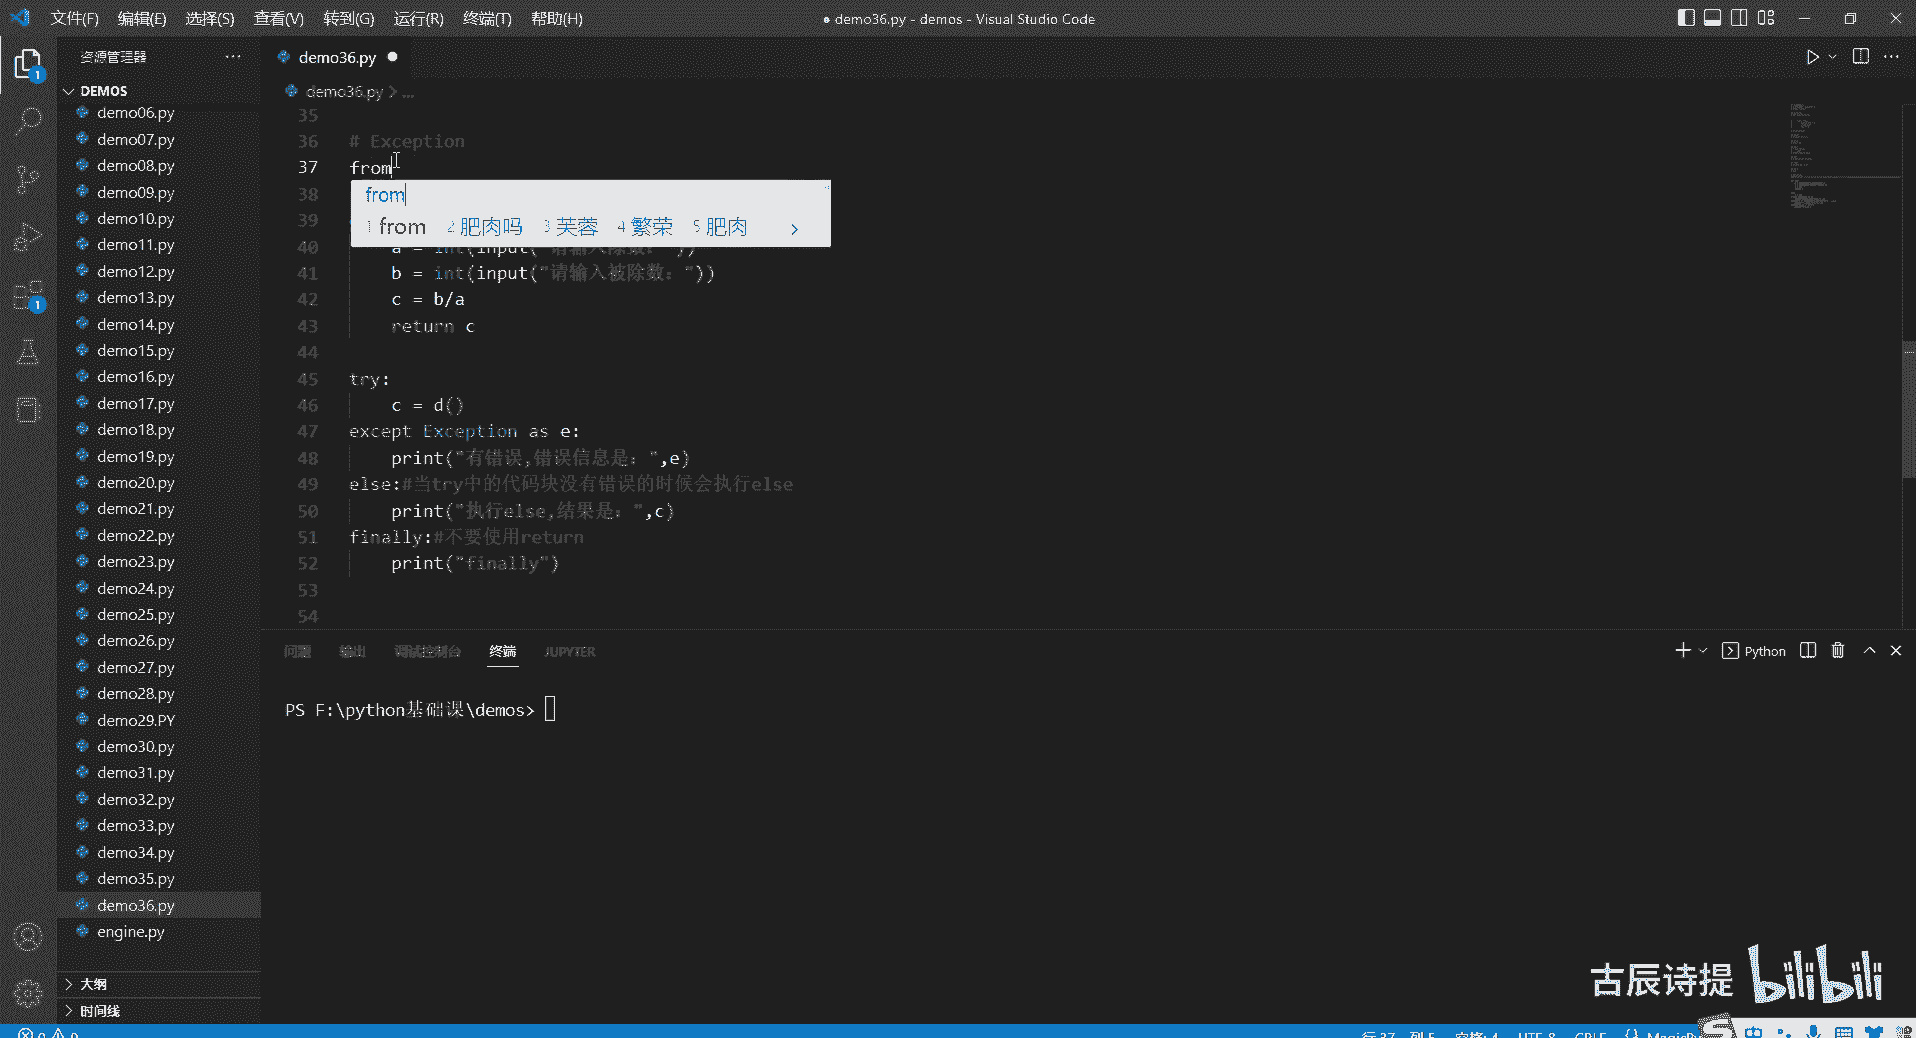 文件(F) 编辑(E) 选择(S) 查看(V) 转到(G) 运行(R) 终端(T) 帮助(H)
● demo36.py - demos - Visual Studio Code
资源管理器
DEMOS
demo06.py
demo07.py
demo08.py
demo09.py
demo10.py
demo11.py
demo12.py
demo13.py
demo14.py
demo15.py
demo16.py
demo17.py
demo18.py
demo19.py
demo20.py
demo21.py
demo22.py
demo23.py
demo24.py
demo25.py
demo26.py
demo27.py
demo28.py
demo29.PY
demo30.py
demo31.py
demo32.py
demo33.py
demo34.py
demo35.py
demo36.py
engine.py
大纲
时间线
1
1
demo36.py
demo36.py > ...
35
36 # Exception
37 from
38
from
1 from 2 肥肉吗 3 芙蓉 4 繁荣 5 肥肉
39
40 a = int(input("请输入除数: "))
41 b = int(input("请输入被除数: "))
42 c = b/a
43 return c
44
45 try:
46 c = d()
47 except Exception as e:
48 print("有错误,错误信息是: ",e)
49 else:#当try中的代码块没有错误的时候会执行else
50 print("执行else,结果是: ",c)
51 finally:#不要使用return
52 print("finally")
53
54
问题 输出 调试控制台 终端 JUPYTER
Python
PS F:\python基础课\demos>
古辰诗提 bilibili
行 37, 列 5 空格: 4 UTF-8 CRLF